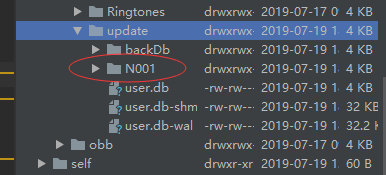 Ringtones drwxrwx- 2019-07-17 0 4 KB
update drwxrwx- 2019-07-19 1 4 KB
backDb drwxrwx- 2019-07-19 1 4 KB
N001 drwxrwx- 2019-07-19 1 4 KB
user.db -rw-rw--- 2019-07-19 1 4 KB
user.db-shm -rw-rw--- 2019-07-19 1 32 KB
user.db-wal -rw-rw--- 2019-07-19 1 32.2 K
obb drwxrwx- 2019-07-17 1 4 KB
self drwxr-xr 2019-07-19 1 60 B